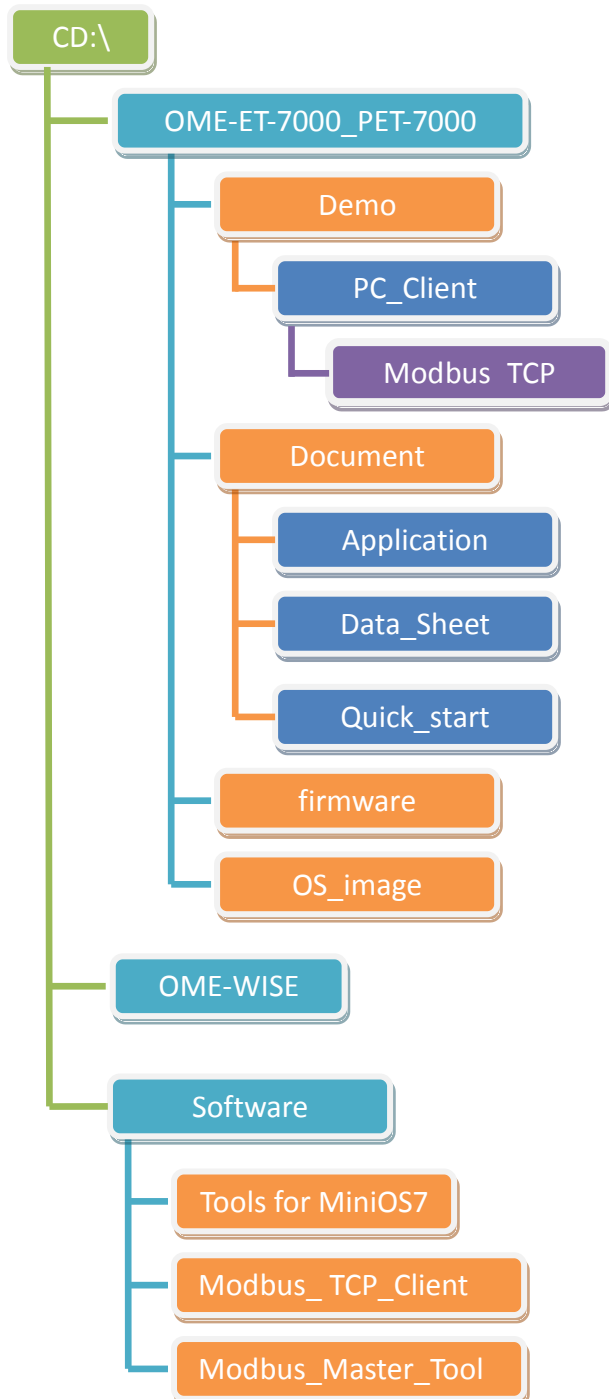 CD:\
OME-ET-7000_PET-7000
Demo
PC_Client
Modbus TCP
Document
Application
Data_Sheet
Quick_start
firmware
OS_image
OME-WISE
Software
Tools for MiniOS7
Modbus_ TCP_Client
Modbus_Master_Tool